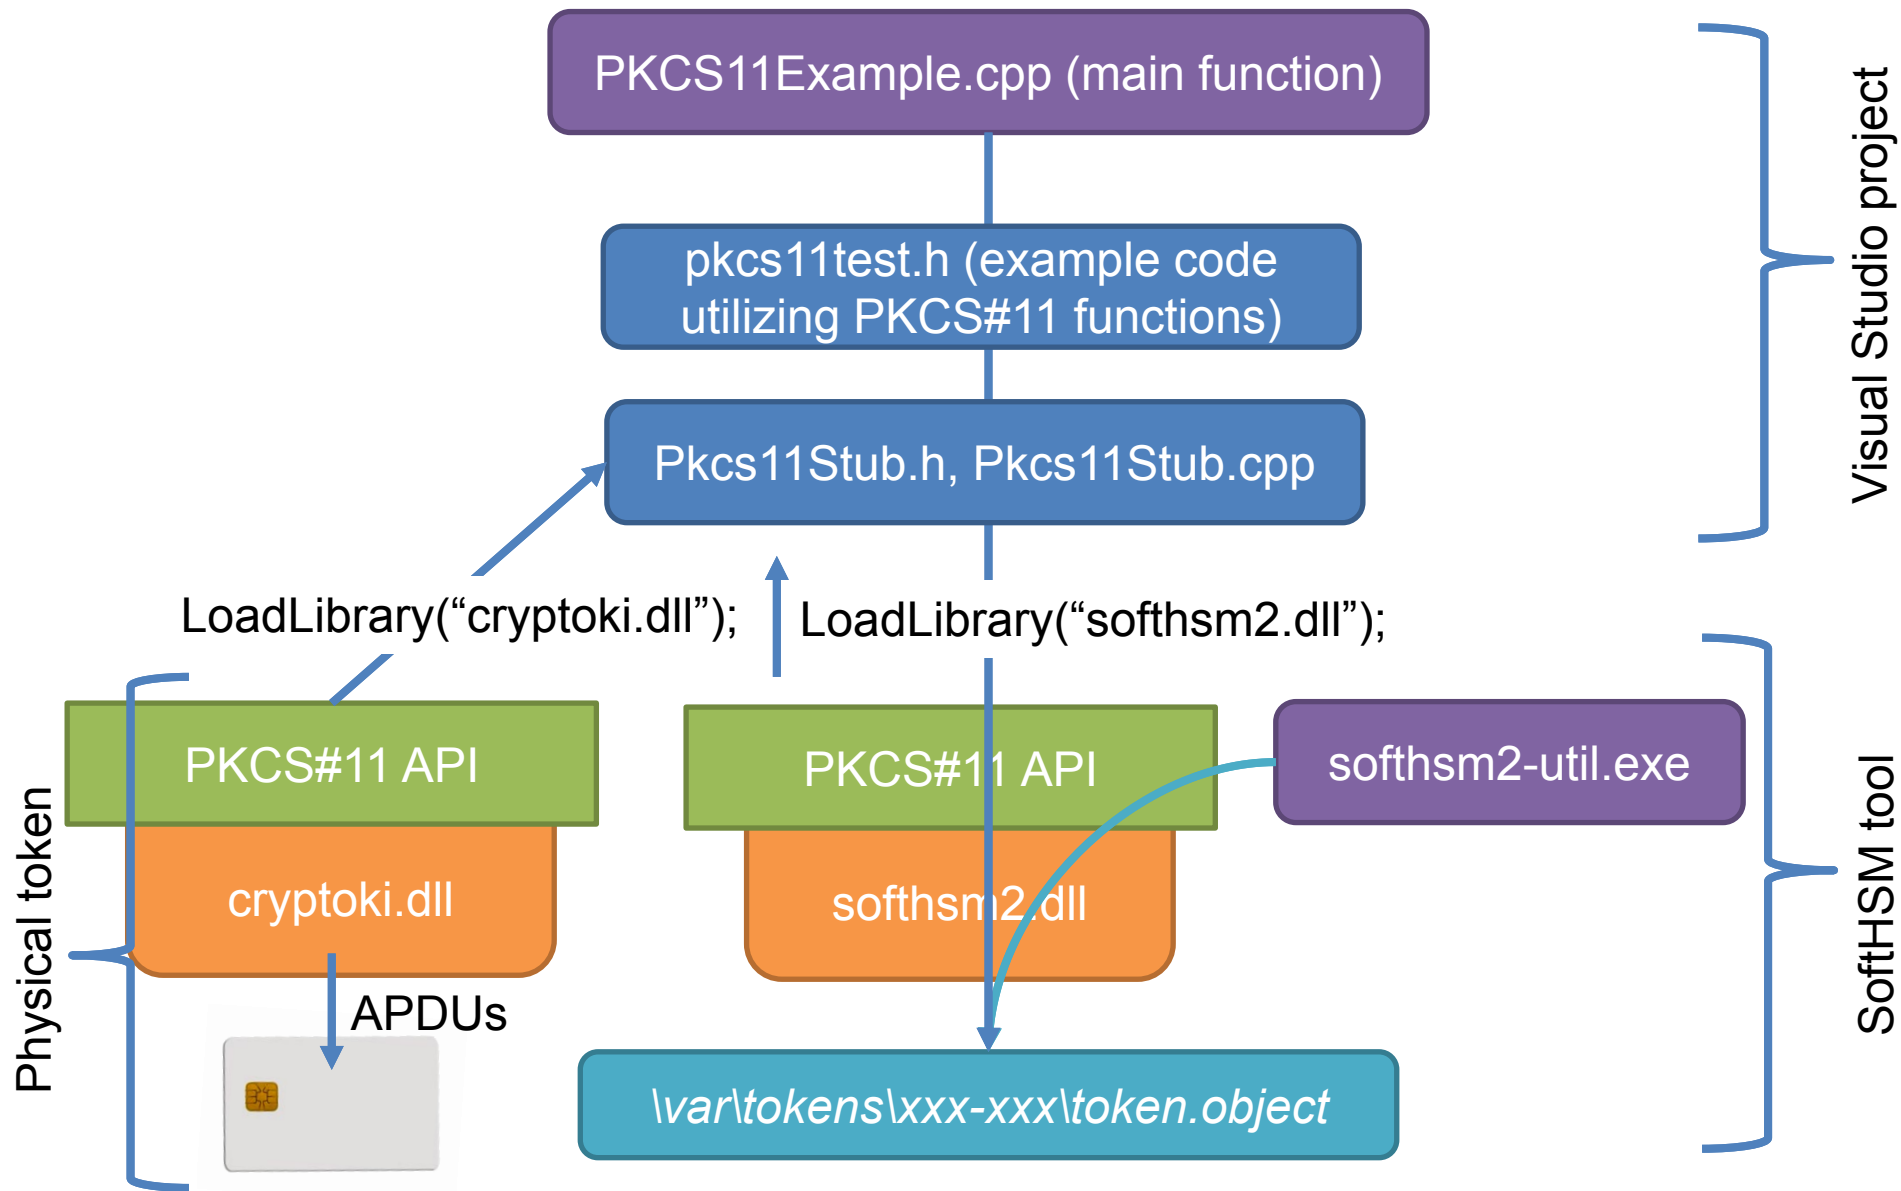 PKCS11Example.cpp (main function)
pkcs11test.h (example code
utilizing PKCS#11 functions)
Pkcs11Stub.h, Pkcs11Stub.cpp
Visual Studio project
LoadLibrary(“cryptoki.dll”);
LoadLibrary(“softhsm2.dll”);
PKCS#11 API
PKCS#11 API
softhsm2-util.exe
cryptoki.dll
softhsm2.dll
Physical token
SoftHSM tool
APDUs
\var\tokens\xxx-xxx\token.object